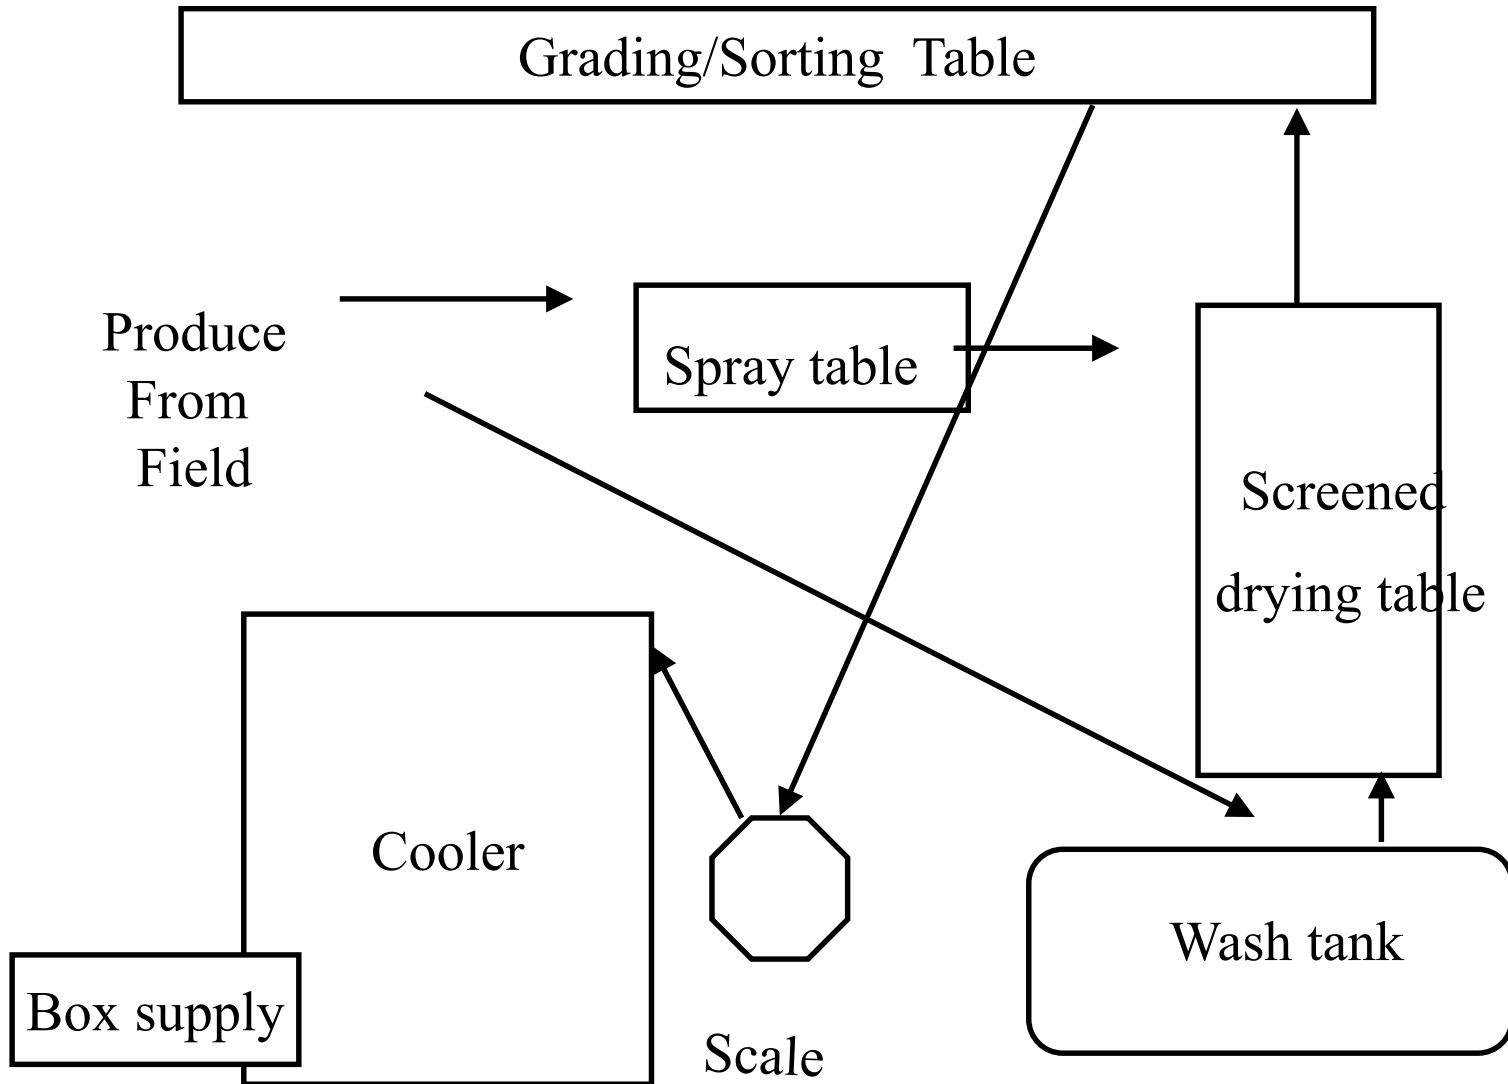 Grading/Sorting  Table
Produce
From
Field
Spray table
Screened
drying table
Cooler
Wash tank
Box supply
Scale